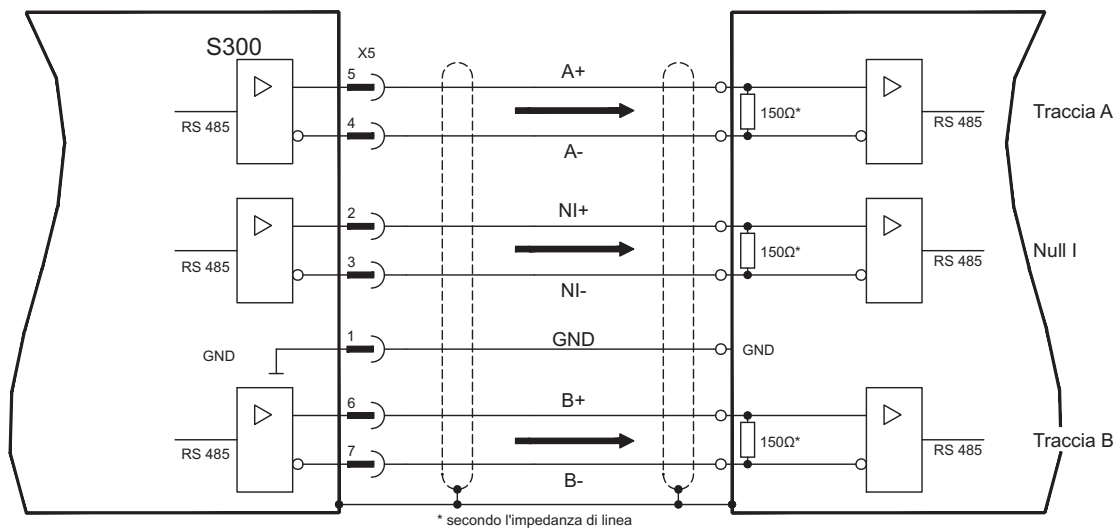 S300
X5
5
A+
RS 485
150Ω*
RS 485
Traccia A
4
A-
2
NI+
RS 485
150Ω*
RS 485
Null I
3
NI-
1
GND
GND
GND
6
B+
RS 485
150Ω*
RS 485
Traccia B
7
B-
* secondo l'impedanza di linea